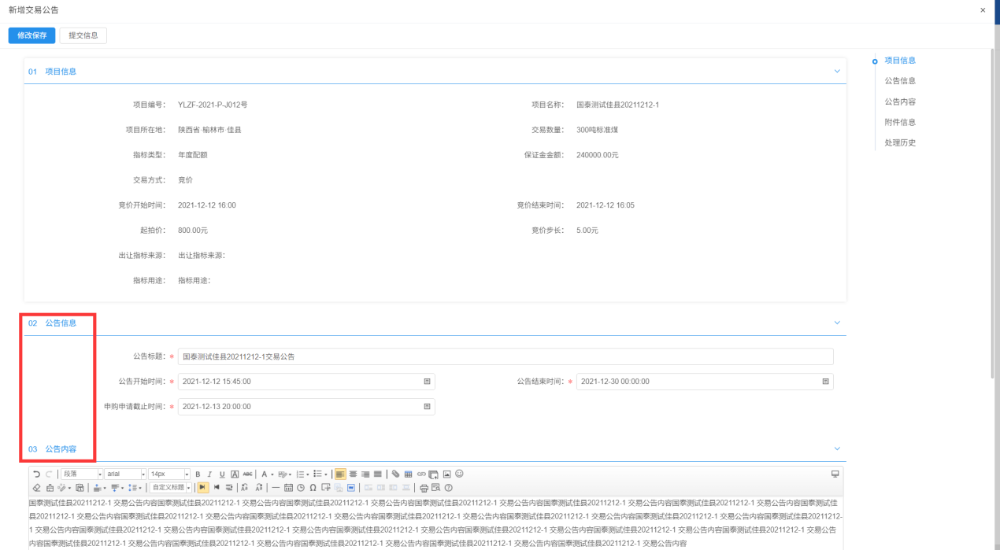 新增交易公告
修改保存 提交信息
01 项目信息
项目编号： YLZF-2021-P-J012号 项目名称： 国泰测试佳县20211212-1
项目所在地： 陕西省·榆林市·佳县 交易数量： 300吨标准煤
指标类型： 年度配额 保证金金额： 240000.00元
交易方式： 竞价
竞价开始时间： 2021-12-12 16:00 竞价结束时间： 2021-12-12 16:05
起拍价： 800.00元 竞价步长： 5.00元
出让指标来源： 出让指标来源：
指标用途： 指标用途：
项目信息
公告信息
公告内容
附件信息
处理历史
02 公告信息
公告标题： * 国泰测试佳县20211212-1交易公告
公告开始时间： * 2021-12-12 15:45:00 公告结束时间： * 2021-12-30 00:00:00
申购申请截止时间： * 2021-12-13 20:00:00
03 公告内容
段落 arial 14px B I U A ABC A
自定义标题
国泰测试佳县20211212-1 交易公告内容国泰测试佳县20211212-1 交易公告内容国泰测试佳县20211212-1 交易公告内容国泰测试佳县20211212-1 交易公告内容国泰测试佳县20211212-1 交易公告内容国泰测试佳县20211212-1 交易公告内容国泰测试佳
县20211212-1 交易公告内容国泰测试佳县20211212-1 交易公告内容国泰测试佳县20211212-1 交易公告内容国泰测试佳县20211212-1 交易公告内容国泰测试佳县20211212-1 交易公告内容国泰测试佳县20211212-1 交易公告内容国泰测试佳县20211212-
1 交易公告内容国泰测试佳县20211212-1 交易公告内容国泰测试佳县20211212-1 交易公告内容国泰测试佳县20211212-1 交易公告内容国泰测试佳县20211212-1 交易公告内容国泰测试佳县20211212-1 交易公告内容国泰测试佳县20211212-1 交易公告
内容国泰测试佳县20211212-1 交易公告内容国泰测试佳县20211212-1 交易公告内容国泰测试佳县20211212-1 交易公告内容国泰测试佳县20211212-1 交易公告内容国泰测试佳县20211212-1 交易公告内容